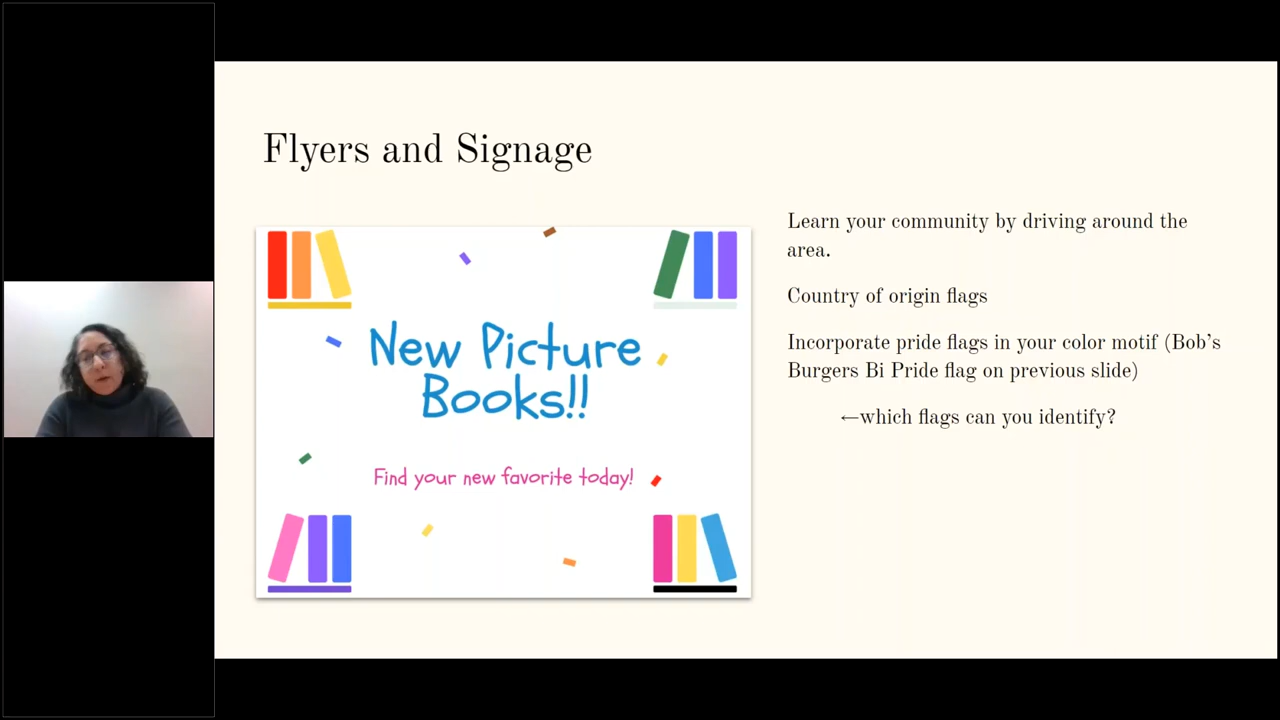 Flyers and Signage
New Picture
Books!!
Find your new favorite today!
Learn your community by driving around the
area.
Country of origin flags
Incorporate pride flags in your color motif (Bob's
Burgers Bi Pride flag on previous slide)
←which flags can you identify?